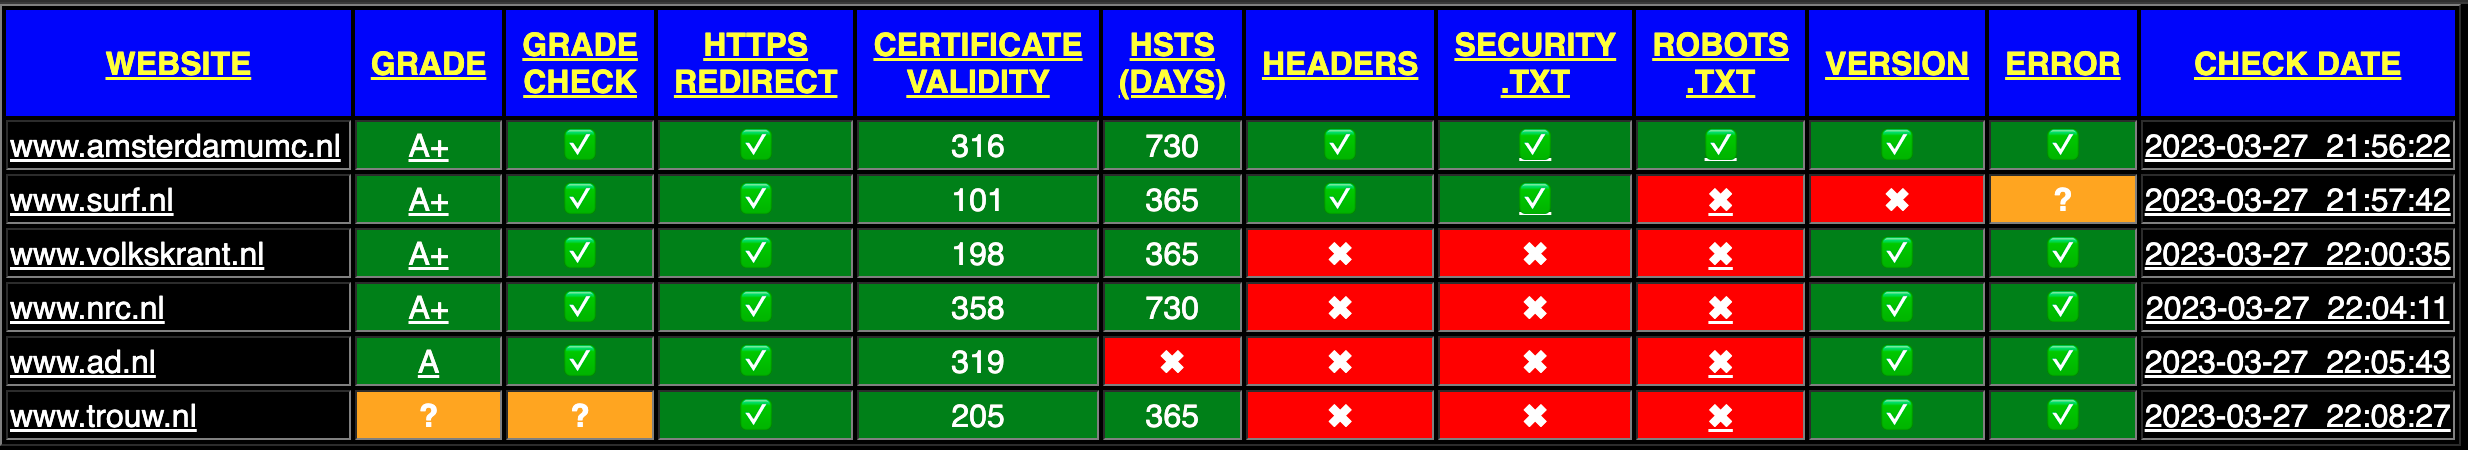 WEBSITE GRADE GRADE CHECK HTTPS REDIRECT CERTIFICATE VALIDITY HSTS (DAYS) HEADERS SECURITY .TXT ROBOTS .TXT VERSION ERROR CHECK DATE
www.amsterdamumc.nl A+ ✅ ✅ 316 730 ✅ ✅ ✅ ✅ ✅ 2023-03-27 21:56:22
www.surf.nl A+ ✅ ✅ 101 365 ✅ ✅ ✖ ✖ ? 2023-03-27 21:57:42
www.volkskrant.nl A+ ✅ ✅ 198 365 ✖ ✖ ✖ ✅ ✅ 2023-03-27 22:00:35
www.nrc.nl A+ ✅ ✅ 358 730 ✖ ✖ ✖ ✅ ✅ 2023-03-27 22:04:11
www.ad.nl A ✅ ✅ 319 ✖ ✖ ✖ ✖ ✅ ✅ 2023-03-27 22:05:43
www.trouw.nl ? ? ✅ 205 365 ✖ ✖ ✖ ✅ ✅ 2023-03-27 22:08:27